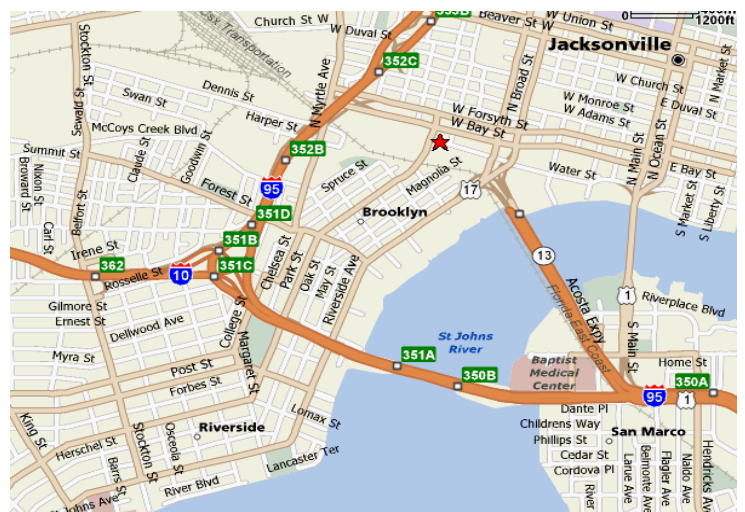 Church St W
W Duval St
353B
Beaver St
W Union St
1200ft
Jacksonville
Stockton St
Sewald St
352C
N Myrtle Ave
N Broad St
N Market St
W Church St
Dennis St
Swan St
W Monroe St
E Duval St
W Forsyth St
W Adams St
McCoys Creek Blvd
Harper St
W Bay St
Summit St
352B
Claude St
Goodwin St
Magnolia St
Water St
E Bay St
N Main St
N Ocean St
Nixon St
Broward St
Belfort St
Forest St
95
Spruce St
17
Brooklyn
S Market St
S Liberty St
351D
Carl St
Irene St
351B
Chelsea St
Park St
Oak St
May St
Riverside Ave
13
362
Rosselle St
10
351C
Acosta Expy
Florida East Coast
1
Riverplace Blvd
Gilmore St
Ernest St
College St
Dellwood Ave
Margaret St
St Johns
River
S Main St
Myra St
Post St
351A
Baptist
Medical
Center
Home St
Forbes St
350B
95
1
350A
King St
Stockton St
Osceola St
Riverside
Lomax St
Dante Pl
Childrens Way
Phillips St
San Marco
Herschel St
Barrs St
Lancaster Ter
Cedar St
Cordova Pl
River Blvd
St Johns Ave
River
Larue Ave
Belmonte Ave
Flagler Ave
Naldo Ave
Hendricks Ave